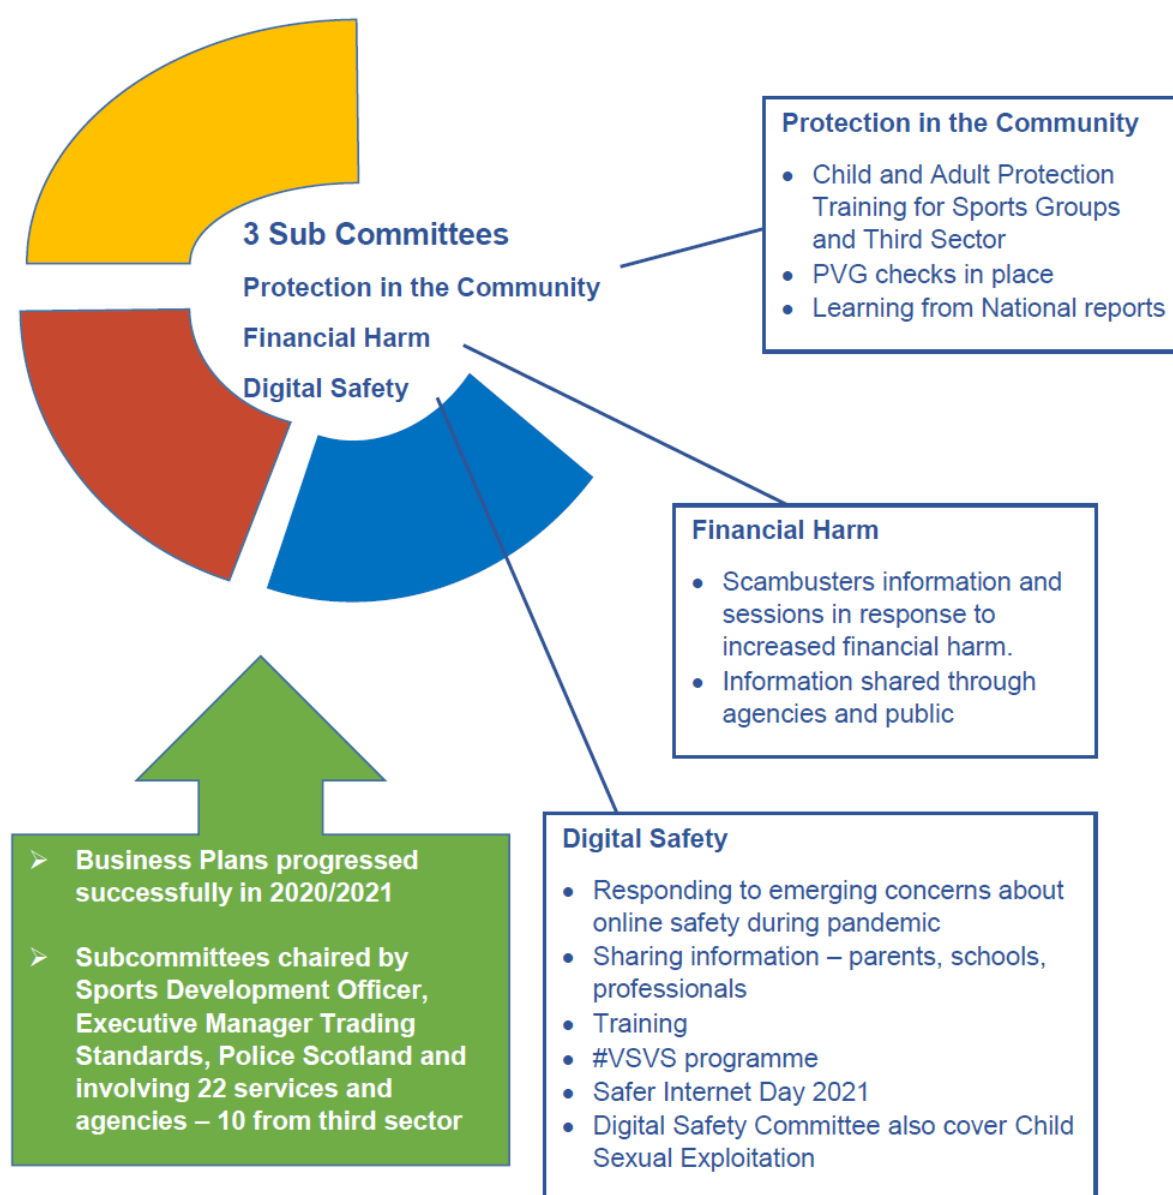 3 Sub Committees
Protection in the Community
Financial Harm
Digital Safety
Protection in the Community
• Child and Adult Protection
Training for Sports Groups
and Third Sector
• PVG checks in place
• Learning from National reports
Financial Harm
• Scambusters information and
sessions in response to
increased financial harm.
• Information shared through
agencies and public
Digital Safety
• Responding to emerging concerns about
online safety during pandemic
• Sharing information – parents, schools,
professionals
• Training
• #VSVS programme
• Safer Internet Day 2021
• Digital Safety Committee also cover Child
Sexual Exploitation
➢ Business Plans progressed
successfully in 2020/2021
➢ Subcommittees chaired by
Sports Development Officer,
Executive Manager Trading
Standards, Police Scotland and
involving 22 services and
agencies – 10 from third sector